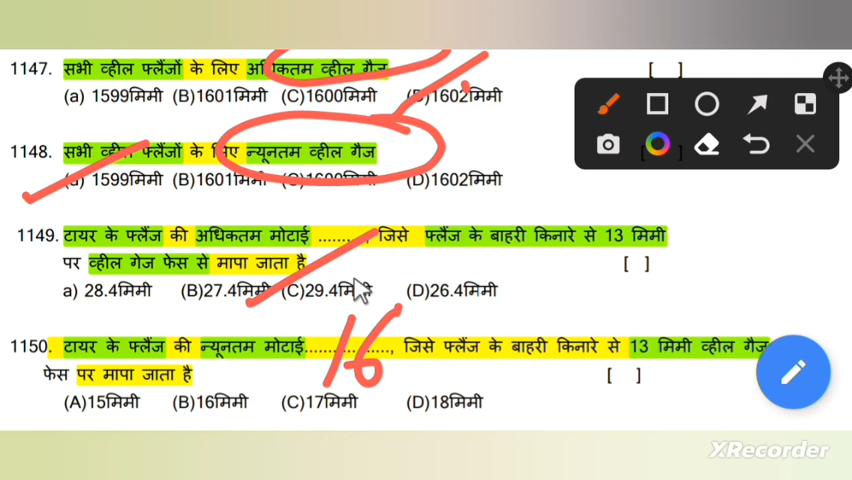 1147. सभी व्हील फ्लैंजों के लिए अधिकतम व्हील गैज [ ]
(a) 1599मिमी (B)1601मिमी (C)1600मिमी (D)1602मिमी
1148. सभी व्हील फ्लैंजों के लिए न्यूनतम व्हील गैज [ ]
(a) 1599मिमी (B)1601मिमी (C)1600मिमी (D)1602मिमी
1149. टायर के फ्लैंज की अधिकतम मोटाई .........., जिसे फ्लैंज के बाहरी किनारे से 13 मिमी
पर व्हील गेज फेस से मापा जाता है [ ]
a) 28.4मिमी (B)27.4मिमी (C)29.4मिमी (D)26.4मिमी
16
1150. टायर के फ्लैंज की न्यूनतम मोटाई.................., जिसे फ्लैंज के बाहरी किनारे से 13 मिमी व्हील गैज
फेस पर मापा जाता है [ ]
(A)15मिमी (B)16मिमी (C)17मिमी (D)18मिमी
XRecorder